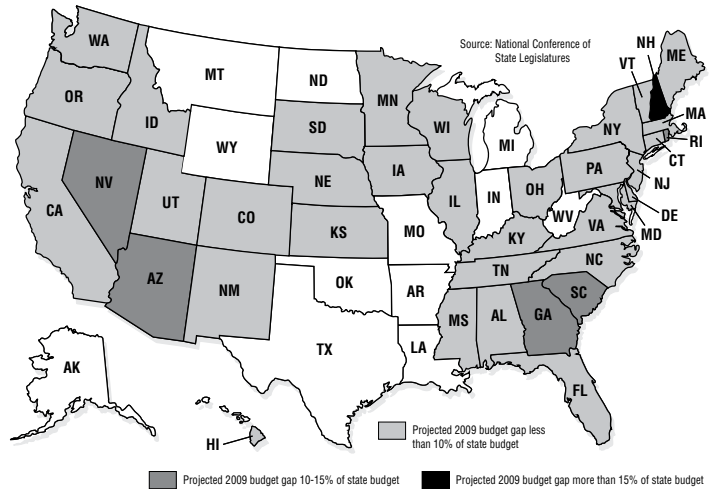 WA
Source: National Conference of
State Legislatures
NH
VT
ME
MT
ND
OR
MN
MA
ID
WI
NY
SD
RI
WY
MI
CT
IA
PA
NV
NE
NJ
OH
IN
UT
IL
DE
CA
CO
WV
VA
MD
KS
MO
KY
NC
TN
AZ
OK
NM
AR
SC
MS
AL
GA
LA
TX
AK
FL
HI
Projected 2009 budget gap less
than 10% of state budget
Projected 2009 budget gap 10-15% of state budget
Projected 2009 budget gap more than 15% of state budget